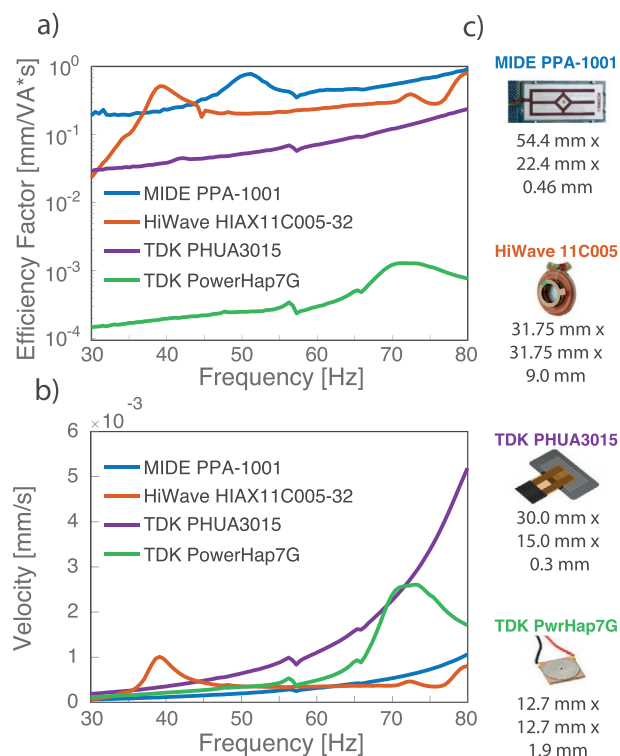 a)
Efficiency Factor [mm/VA*s]
10^0
10^-1
10^-2
10^-3
10^-4
MIDE PPA-1001
HiWave HIAX11C005-32
TDK PHUA3015
TDK PowerHap7G
30 40 50 60 70 80
Frequency [Hz]
b)
× 10^-3
Velocity [mm/s]
6
5
4
3
2
1
0
MIDE PPA-1001
HiWave HIAX11C005-32
TDK PHUA3015
TDK PowerHap7G
30 40 50 60 70 80
Frequency [Hz]
c)
MIDE PPA-1001
54.4 mm x
22.4 mm x
0.46 mm
HiWave 11C005
31.75 mm x
31.75 mm x
9.0 mm
TDK PHUA3015
30.0 mm x
15.0 mm x
0.3 mm
TDK PwrHap7G
12.7 mm x
12.7 mm x
1.9 mm